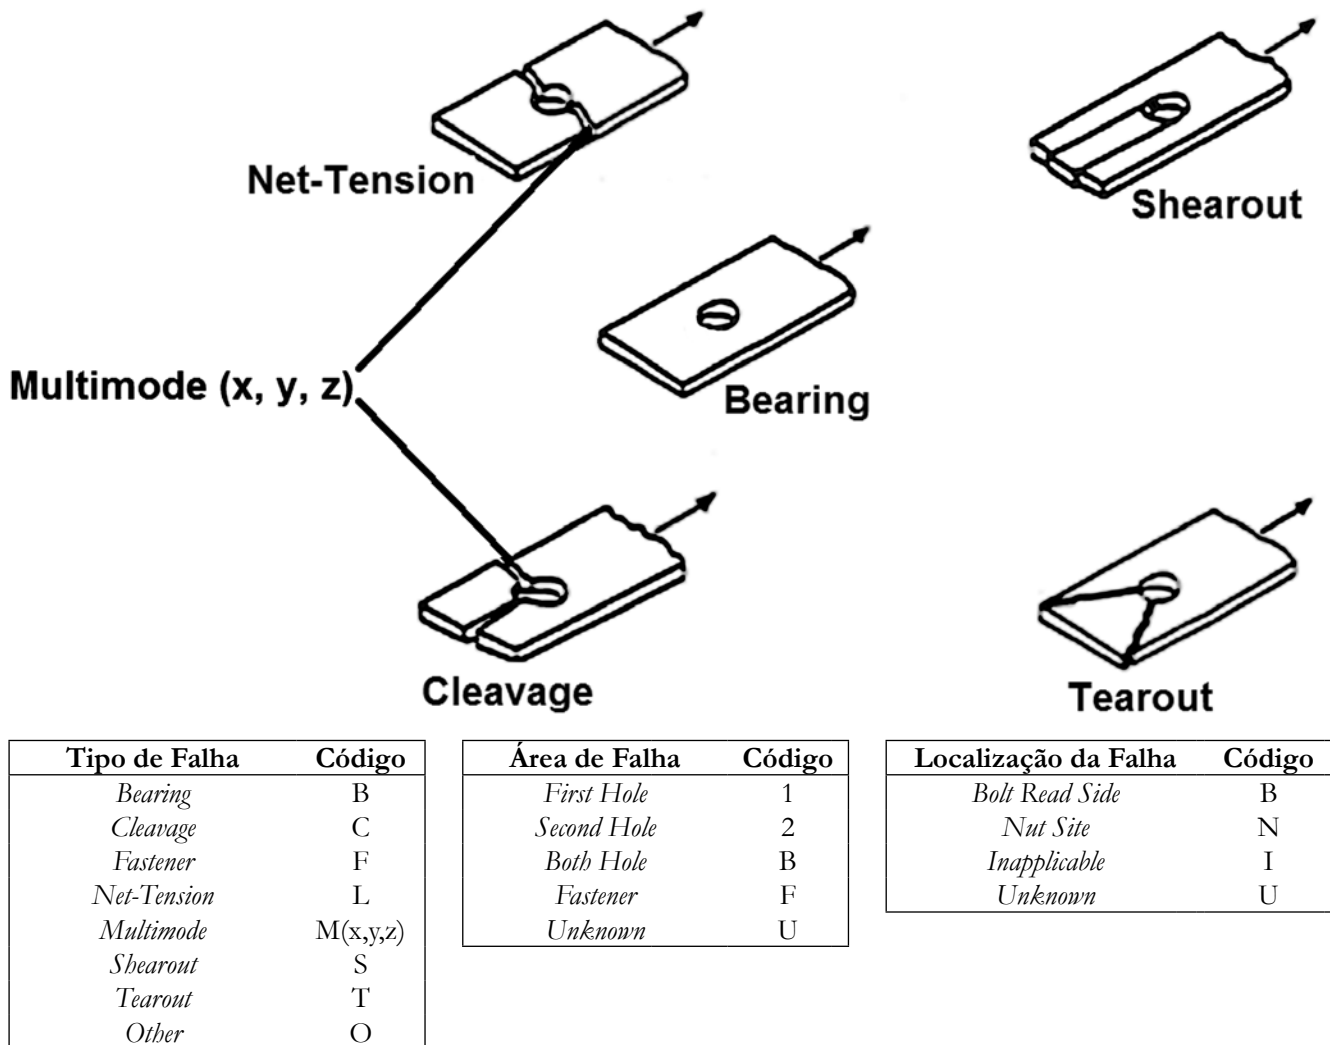 Net-Tension
Shearout
Bearing
Multimode (x, y, z)
Cleavage
Tearout
Tipo de Falha Código
Bearing B
Cleavage C
Fastener F
Net-Tension L
Multimode M(x,y,z)
Shearout S
Tearout T
Other O
Área de Falha Código
First Hole 1
Second Hole 2
Both Hole B
Fastener F
Unknown U
Localização da Falha Código
Bolt Read Side B
Nut Site N
Inapplicable I
Unknown U